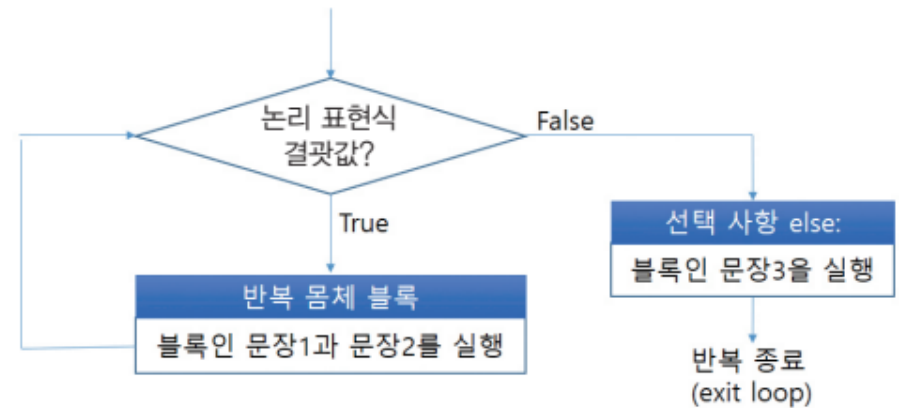 논리 표현식
결괏값?
False
True
선택 사항 else:
블록인 문장3을 실행
반복 몸체 블록
블록인 문장1과 문장2를 실행
반복 종료
(exit loop)